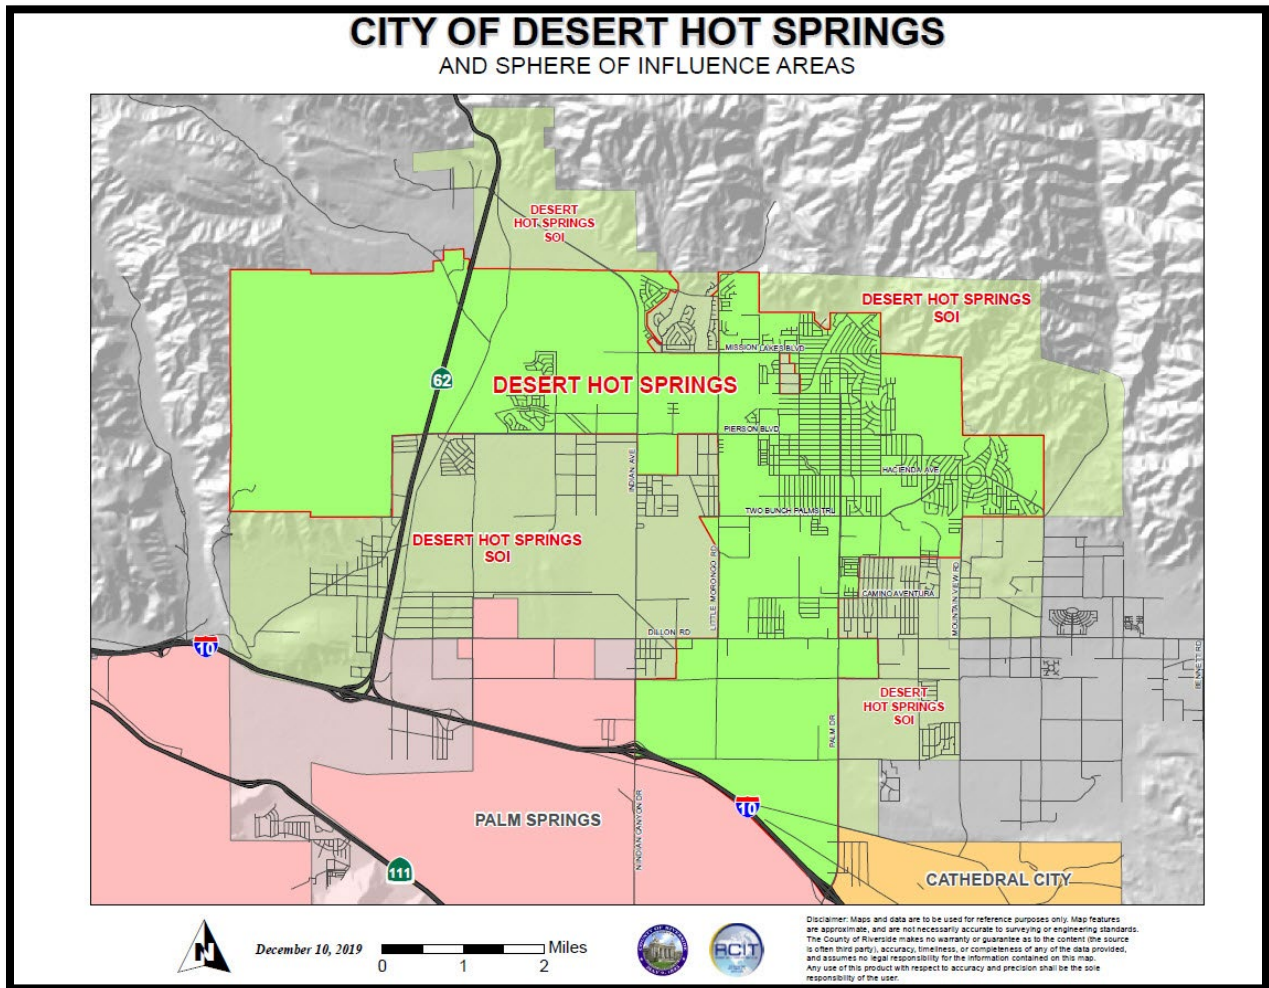 CITY OF DESERT HOT SPRINGS
AND SPHERE OF INFLUENCE AREAS
DESERT
HOT SPRINGS
SOI
DESERT HOT SPRINGS
SOI
MISSION LAKES BLVD
62
DESERT HOT SPRINGS
PIERSON BLVD
INDIAN AVE
HACIENDA AVE
TWO BUNCH PALMS TRL
DESERT HOT SPRINGS
SOI
LITTLE MORONGO RD
MOUNTAIN VIEW RD
CAMINO AVENTURA
DILLON RD
10
BENNETT RD
DESERT
HOT SPRINGS
SOI
PALM DR
10
N INDIAN CANYON DR
PALM SPRINGS
111
CATHEDRAL CITY
N
December 10, 2019
Miles
0 1 2
COUNTY OF RIVERSIDE
RCIT
Disclaimer: Maps and data are to be used for reference purposes only. Map features
are approximate, and are not necessarily accurate to surveying or engineering standards.
The County of Riverside makes no warranty or guarantee as to the content (the source
is often third party), accuracy, timeliness, or completeness of any of the data provided,
and assumes no legal responsibility for the information contained on this map.
Any use of this product with respect to accuracy and precision shall be the sole
responsibility of the user.